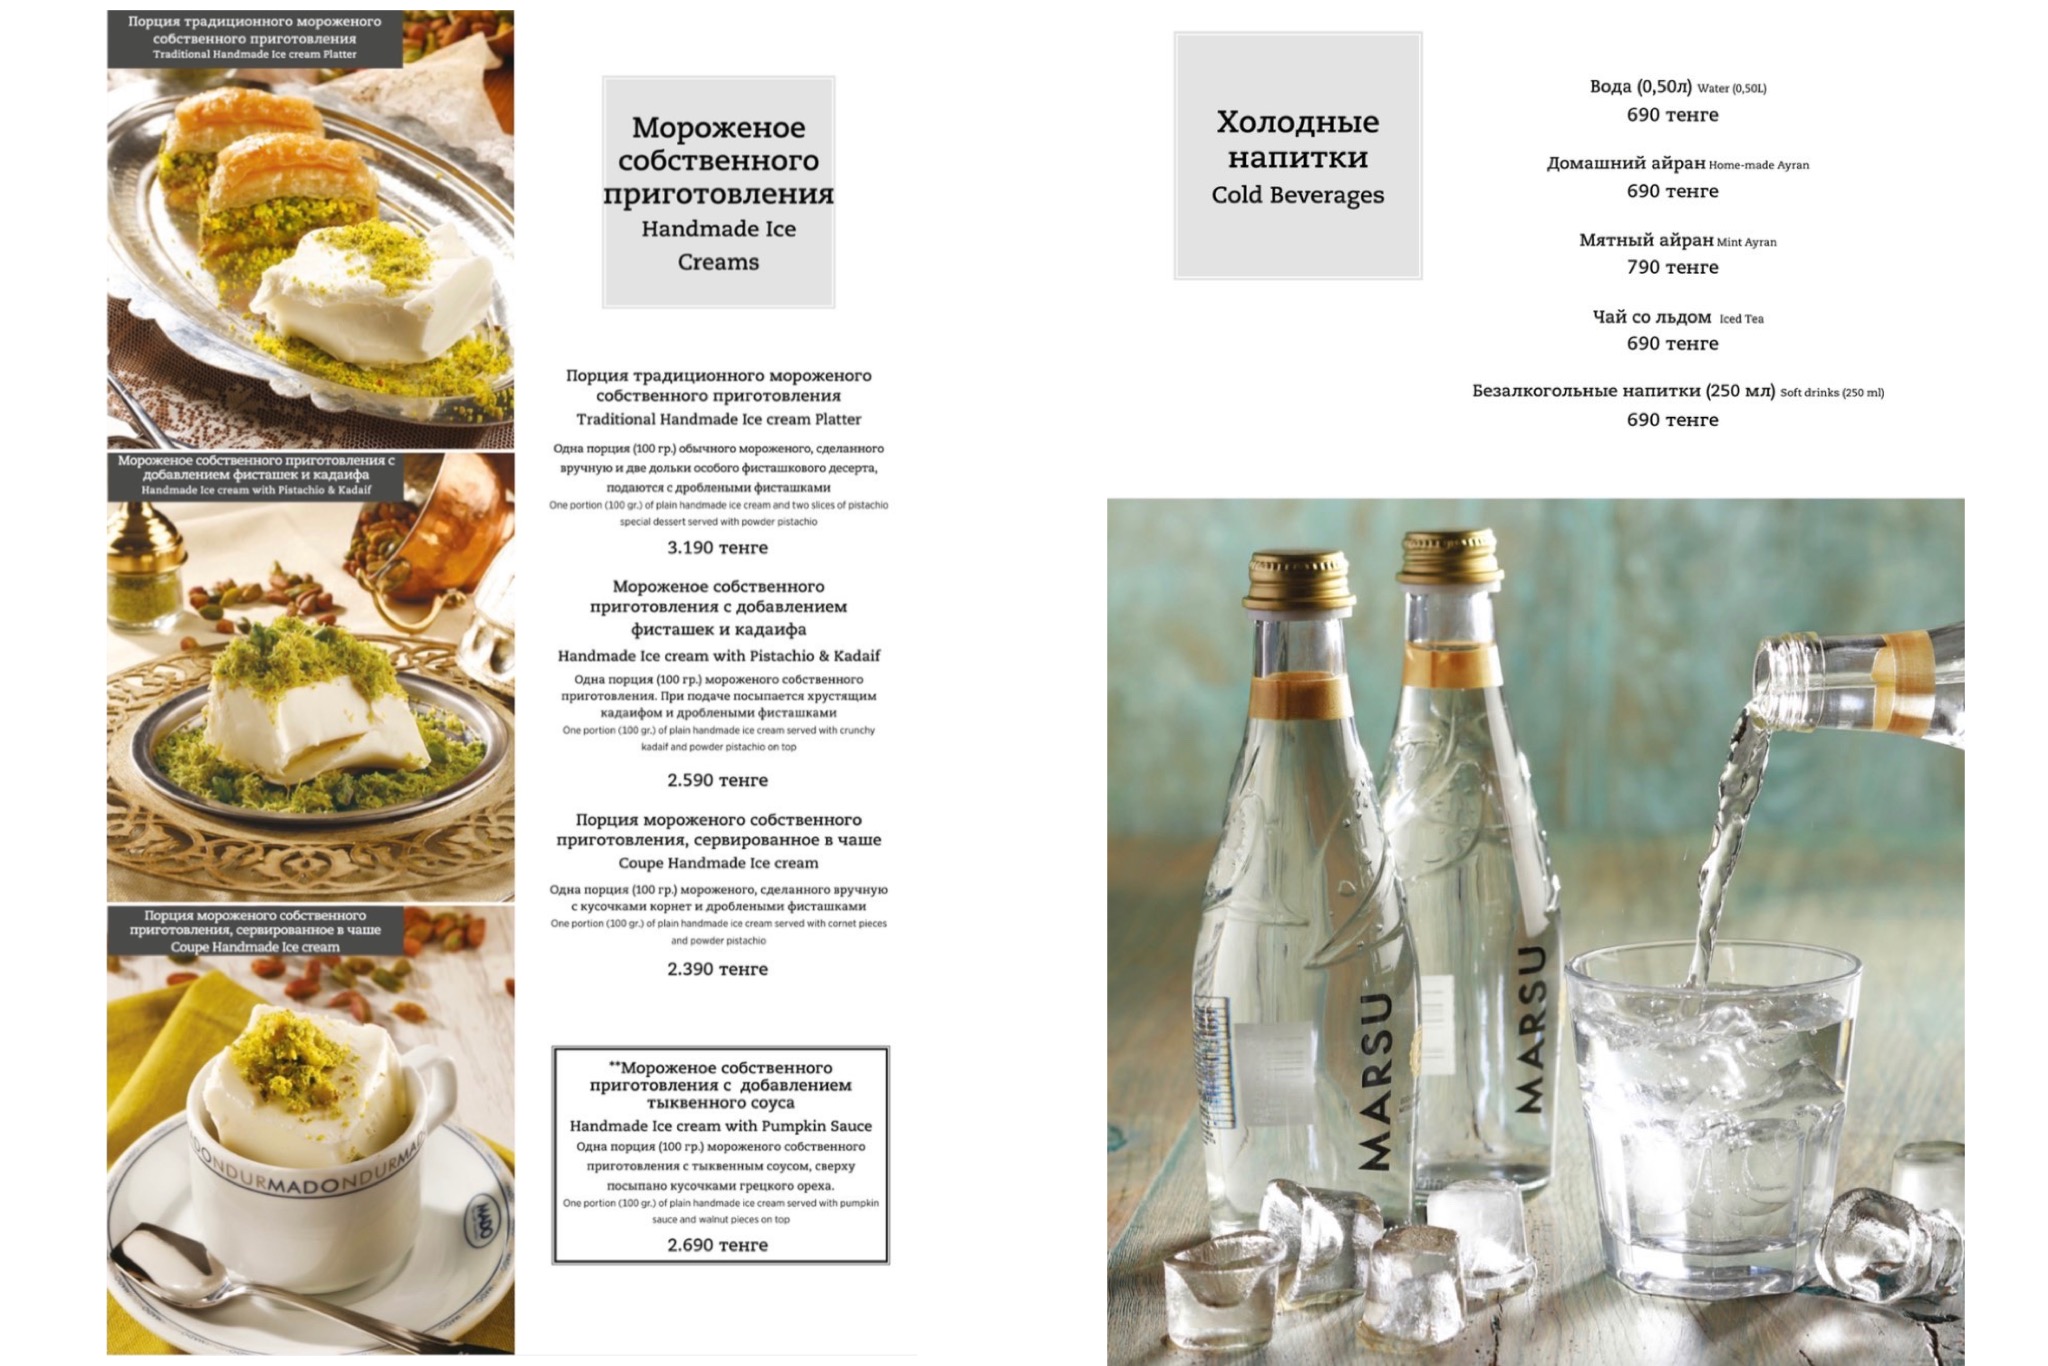 Порция традиционного мороженого
собственного приготовления
Traditional Handmade Ice cream Platter
Мороженое собственного приготовления с
добавлением фисташек и кадаифа
Handmade Ice cream with Pistachio & Kadaif
Порция мороженого собственного
приготовления, сервированное в чаше
Coupe Handmade Ice cream
DONDURMADONDURMA
MADO
Мороженое
собственного
приготовления
Handmade Ice
Creams
Порция традиционного мороженого
собственного приготовления
Traditional Handmade Ice cream Platter
Одна порция (100 гр.) обычного мороженого, сделанного
вручную и две дольки особого фисташкового десерта,
подаются с дроблеными фисташками
One portion (100 gr.) of plain handmade ice cream and two slices of pistachio
special dessert served with powder pistachio
3.190 тенге
Мороженое собственного
приготовления с добавлением
фисташек и кадаифа
Handmade Ice cream with Pistachio & Kadaif
Одна порция (100 гр.) мороженого собственного
приготовления. При подаче посыпается хрустящим
кадаифом и дроблеными фисташками
One portion (100 gr.) of plain handmade ice cream served with crunchy
kadaif and powder pistachio on top
2.590 тенге
Порция мороженого собственного
приготовления, сервированное в чаше
Coupe Handmade Ice cream
Одна порция (100 гр.) мороженого, сделанного вручную
с кусочками корнет и дроблеными фисташками
One portion (100 gr.) of plain handmade ice cream served with cornet pieces
and powder pistachio
2.390 тенге
**Мороженое собственного
приготовления с добавлением
тыквенного соуса
Handmade Ice cream with Pumpkin Sauce
Одна порция (100 гр.) мороженого собственного
приготовления с тыквенным соусом, сверху
посыпано кусочками грецкого ореха.
One portion (100 gr.) of plain handmade ice cream served with pumpkin
sauce and walnut pieces on top
2.690 тенге
Холодные
напитки
Cold Beverages
Вода (0,50л) Water (0,50L)
690 тенге
Домашний айран Home-made Ayran
690 тенге
Мятный айран Mint Ayran
790 тенге
Чай со льдом Iced Tea
690 тенге
Безалкогольные напитки (250 мл) Soft drinks (250 ml)
690 тенге
MARSU
MARSU